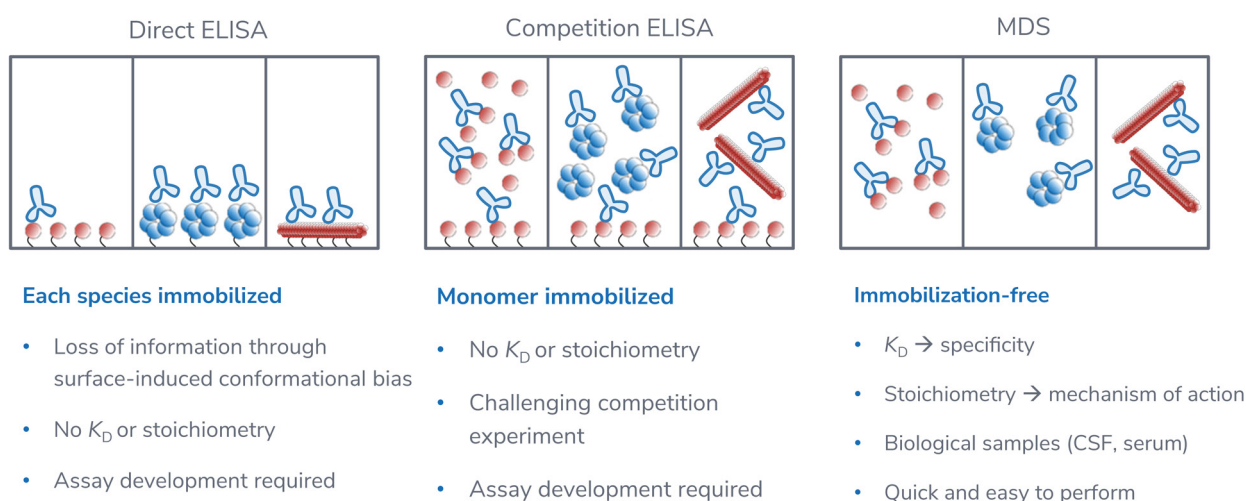 Direct ELISA
Competition ELISA
MDS
Each species immobilized
• Loss of information through
surface-induced conformational bias
• No KD or stoichiometry
• Assay development required
Monomer immobilized
• No KD or stoichiometry
• Challenging competition
experiment
• Assay development required
Immobilization-free
• KD → specificity
• Stoichiometry → mechanism of action
• Biological samples (CSF, serum)
• Quick and easy to perform